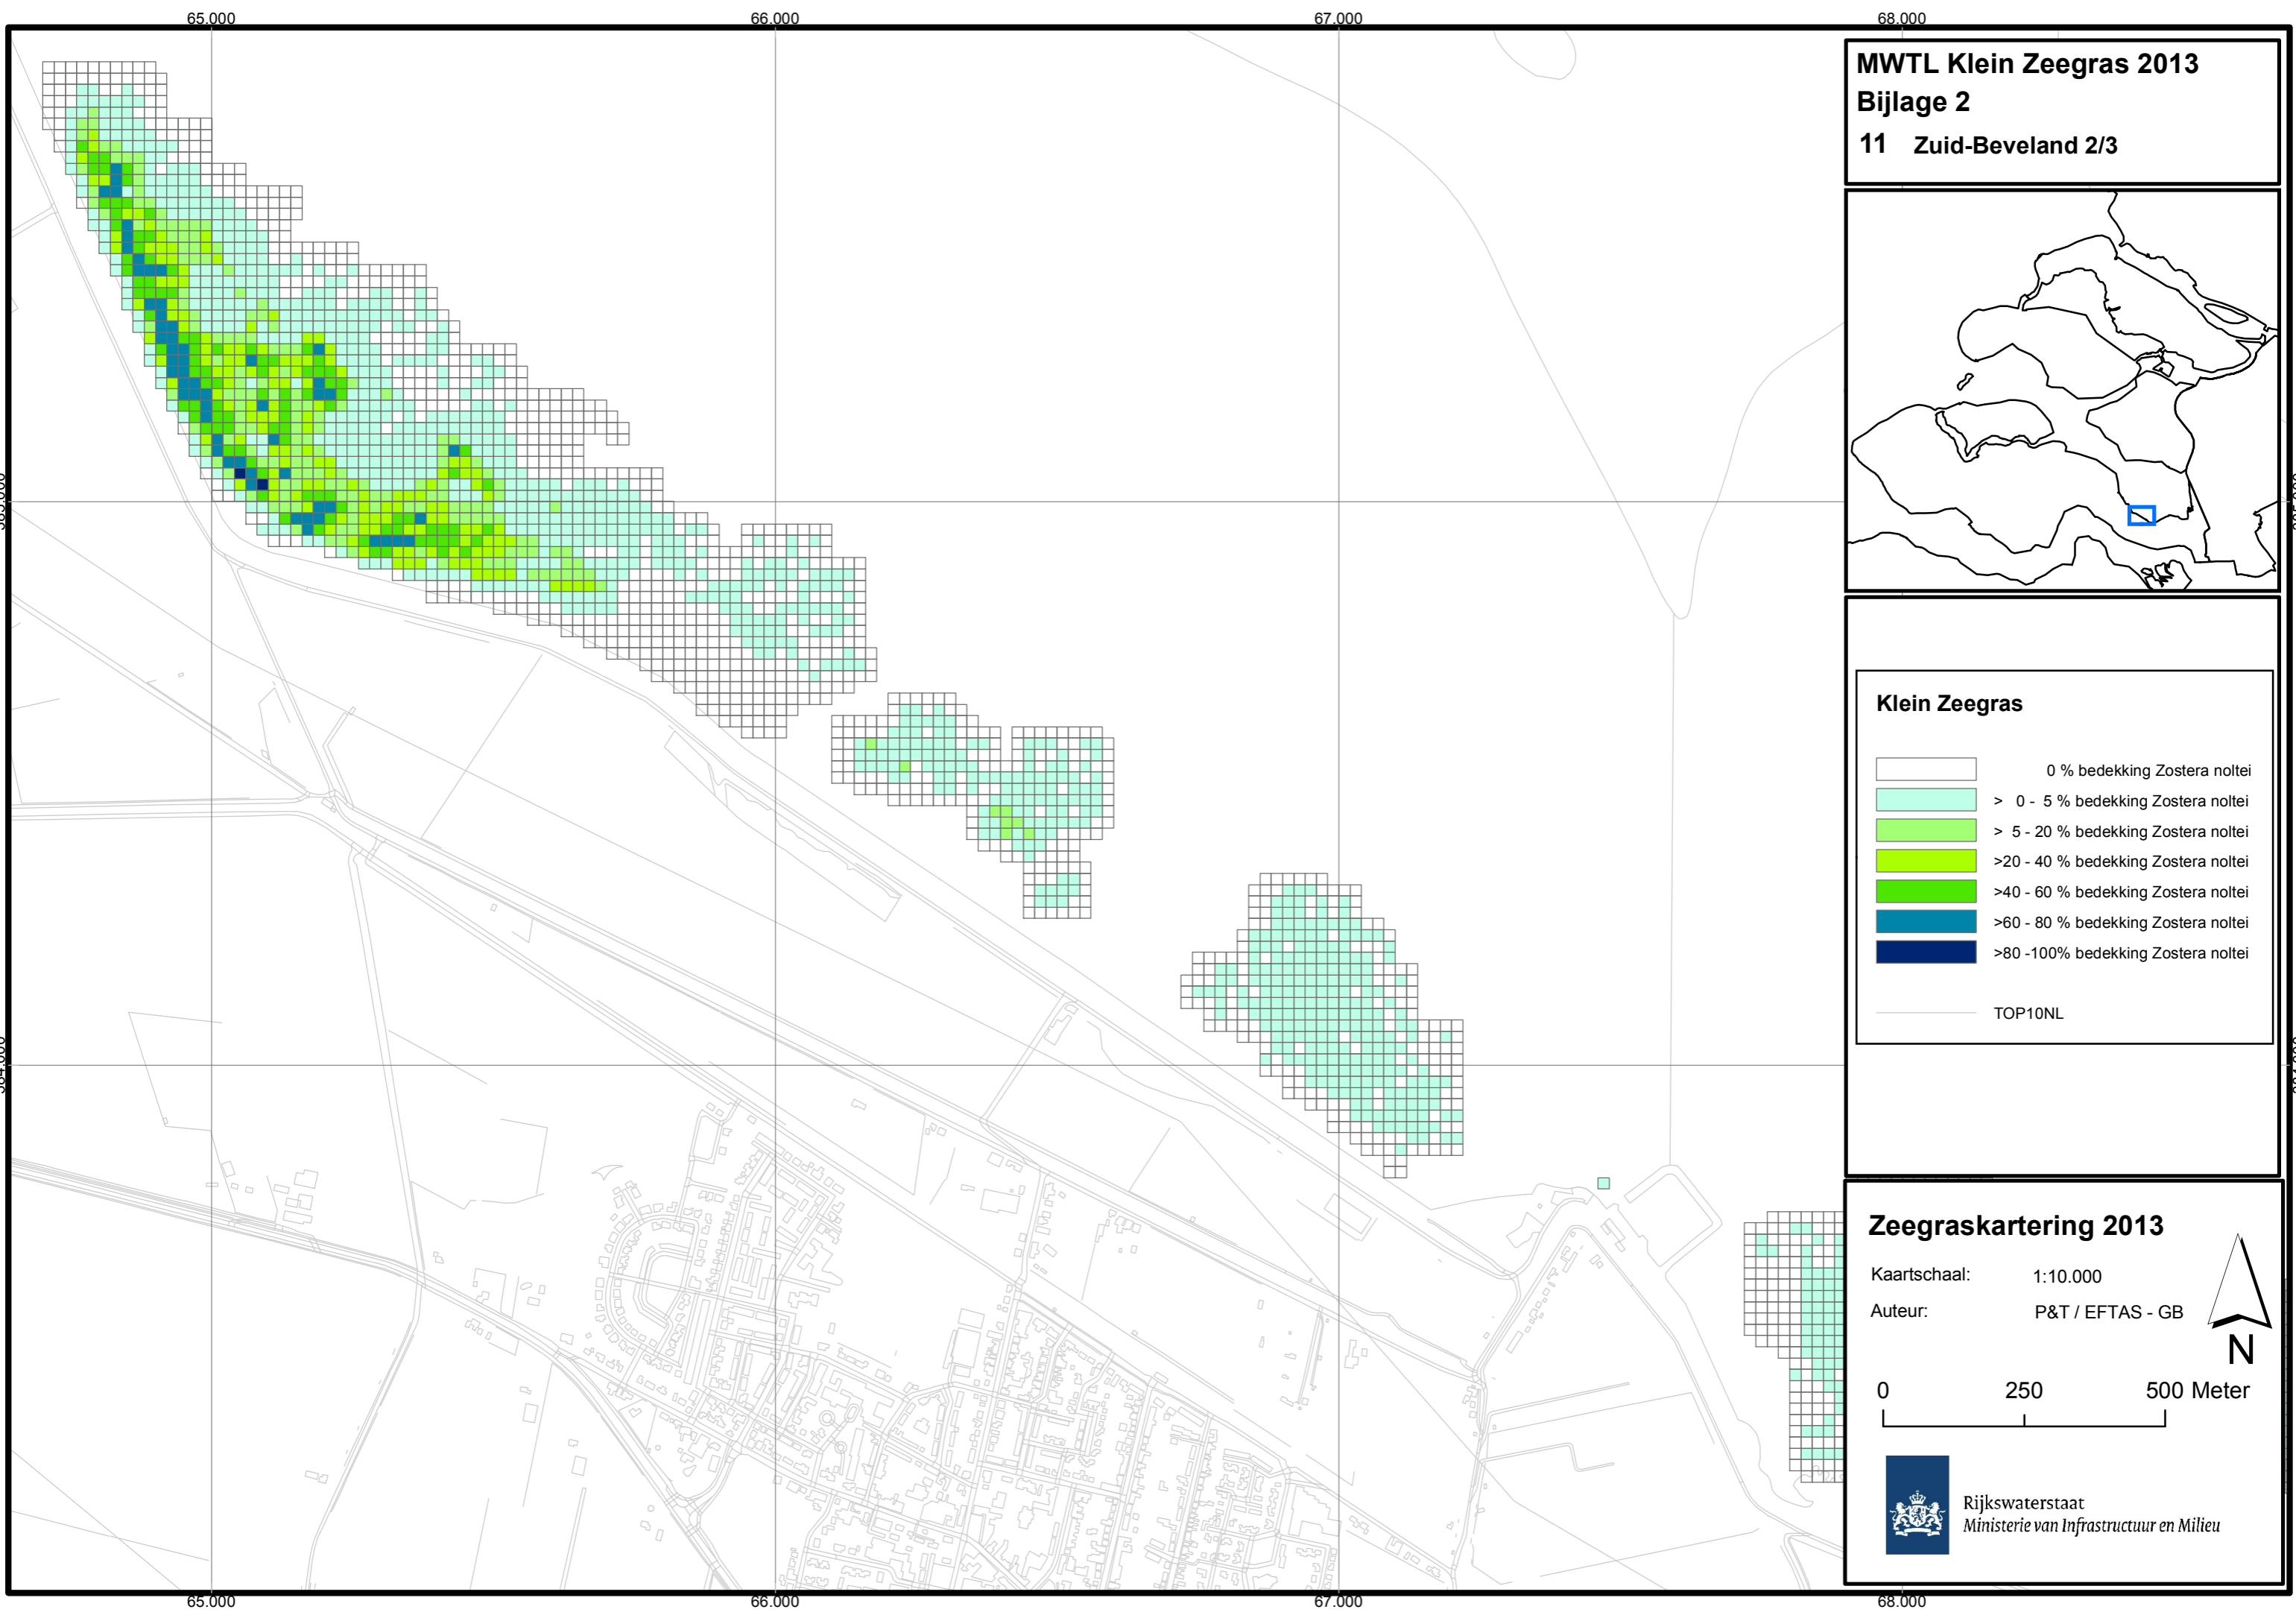 65.000 66.000 67.000 68.000
MWTL Klein Zeegras 2013
Bijlage 2
11 Zuid-Beveland 2/3
Klein Zeegras
0 % bedekking Zostera noltei
> 0 - 5 % bedekking Zostera noltei
> 5 - 20 % bedekking Zostera noltei
>20 - 40 % bedekking Zostera noltei
>40 - 60 % bedekking Zostera noltei
>60 - 80 % bedekking Zostera noltei
>80 -100% bedekking Zostera noltei
TOP10NL
Zeegraskartering 2013
Kaartschaal: 1:10.000
Auteur: P&T / EFTAS - GB
N
0 250 500 Meter
Rijkswaterstaat
Ministerie van Infrastructuur en Milieu
65.000 66.000 67.000 68.000